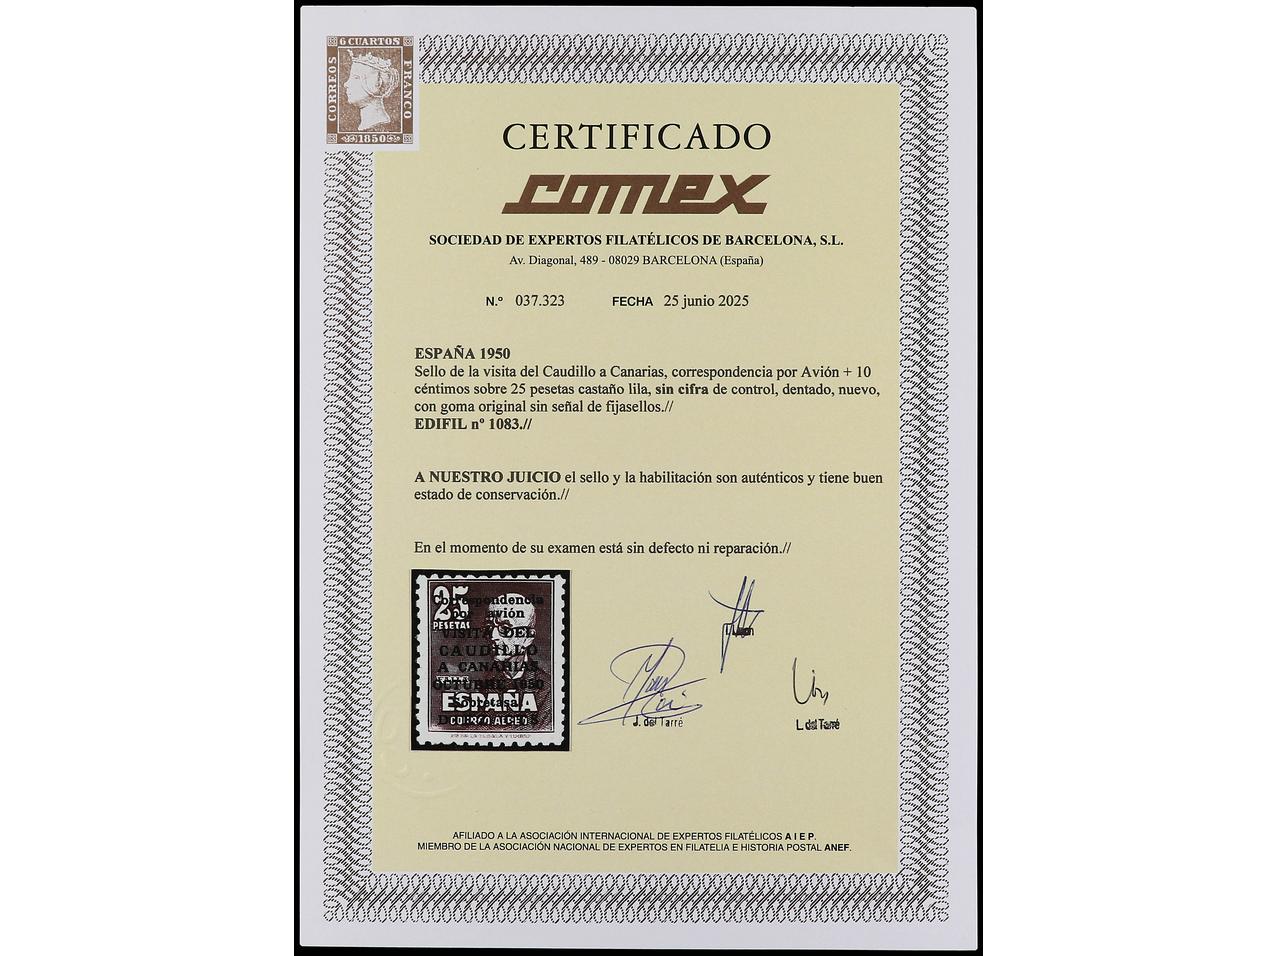 6 CUARTOS
CORREOS
FRANCO
1850
CERTIFICADO
comex
SOCIEDAD DE EXPERTOS FILATÉLICOS DE BARCELONA, S.L.
Av. Diagonal, 489 - 08029 BARCELONA (España)
N.º 037.323 FECHA 25 junio 2025
ESPAÑA 1950
Sello de la visita del Caudillo a Canarias, correspondencia por Avión + 10
céntimos sobre 25 pesetas castaño lila, sin cifra de control, dentado, nuevo,
con goma original sin señal de fijasellos.//
EDIFIL nº 1083.//
A NUESTRO JUICIO el sello y la habilitación son auténticos y tiene buen
estado de conservación.//
En el momento de su examen está sin defecto ni reparación.//
25
PESETAS
Correspondencia
por avión
VISITA DEL
CAUDILLO
A CANARIAS
OCTUBRE 1950
Sobretasa
ESPAÑA
CORREO AEREO
J. del Tarré
L. del Tarré
AFILIADO A LA ASOCIACIÓN INTERNACIONAL DE EXPERTOS FILATÉLICOS A I E P.
MIEMBRO DE LA ASOCIACIÓN NACIONAL DE EXPERTOS EN FILATELIA E HISTORIA POSTAL ANEF.